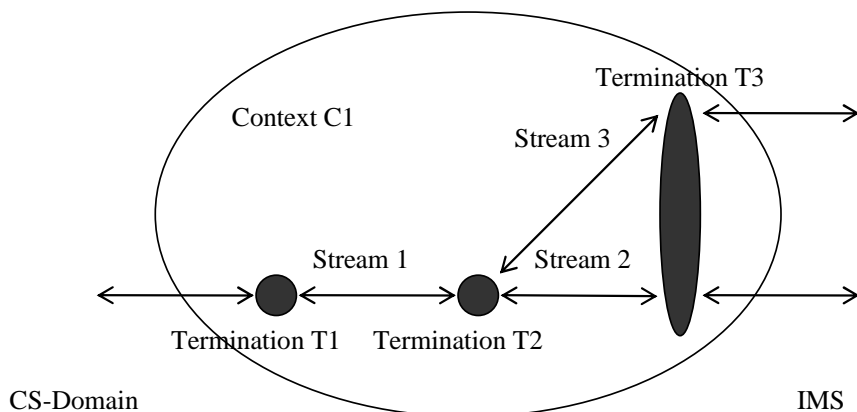 Termination T3
Context C1
Stream 3
Stream 1
Stream 2
Termination T1
Termination T2
CS-Domain
IMS